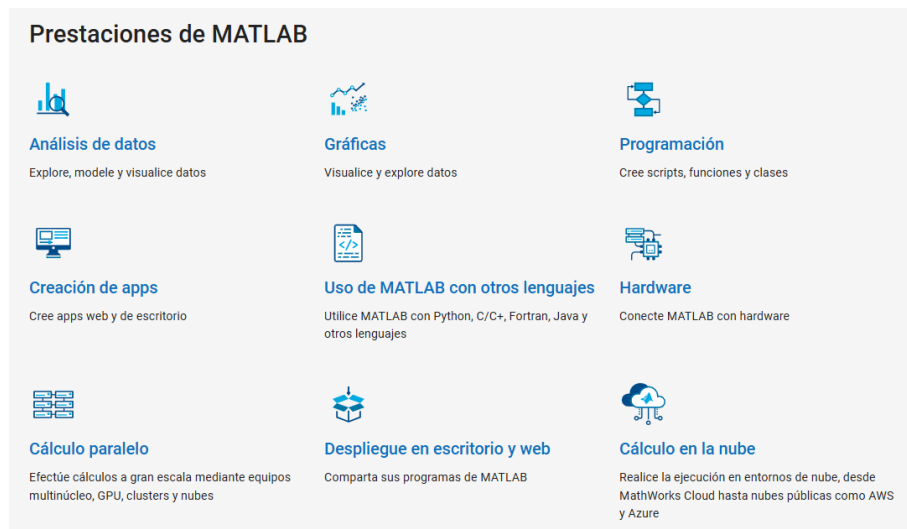 Prestaciones de MATLAB
Análisis de datos
Explore, modele y visualice datos
Gráficas
Visualice y explore datos
Programación
Cree scripts, funciones y clases
Creación de apps
Cree apps web y de escritorio
Uso de MATLAB con otros lenguajes
Utilice MATLAB con Python, C/C+, Fortran, Java y
otros lenguajes
Hardware
Conecte MATLAB con hardware
Cálculo paralelo
Efectúe cálculos a gran escala mediante equipos
multinúcleo, GPU, clusters y nubes
Despliegue en escritorio y web
Comparta sus programas de MATLAB
Cálculo en la nube
Realice la ejecución en entornos de nube, desde
MathWorks Cloud hasta nubes públicas como AWS
y Azure